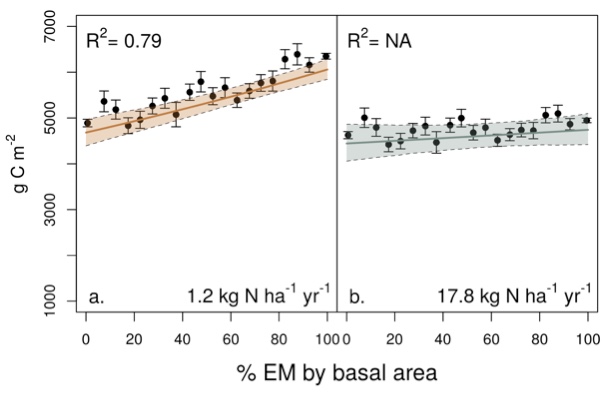 7000
5000
3000
1000
g C m⁻²
R²= 0.79
a.
1.2 kg N ha⁻¹ yr⁻¹
0 20 40 60 80 100
R²= NA
b.
17.8 kg N ha⁻¹ yr⁻¹
0 20 40 60 80 100
% EM by basal area